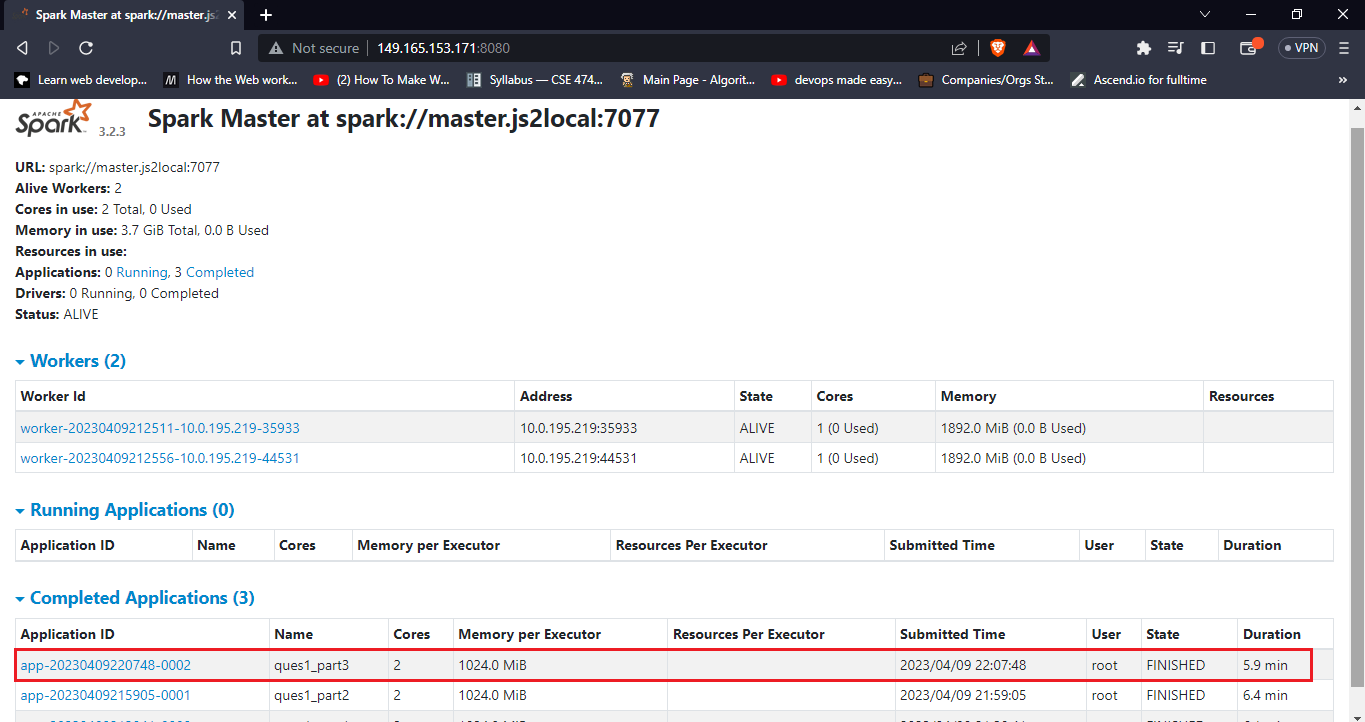 Spark Master at spark://master.js2
Not secure 149.165.153.171:8080 VPN
Learn web develop... How the Web work... (2) How To Make W... Syllabus — CSE 474... Main Page - Algorit... devops made easy... Companies/Orgs St... Ascend.io for fulltime »
APACHE Spark 3.2.3 Spark Master at spark://master.js2local:7077
URL: spark://master.js2local:7077
Alive Workers: 2
Cores in use: 2 Total, 0 Used
Memory in use: 3.7 GiB Total, 0.0 B Used
Resources in use:
Applications: 0 Running, 3 Completed
Drivers: 0 Running, 0 Completed
Status: ALIVE
Workers (2)
Worker Id Address State Cores Memory Resources
worker-20230409212511-10.0.195.219-35933 10.0.195.219:35933 ALIVE 1 (0 Used) 1892.0 MiB (0.0 B Used)
worker-20230409212556-10.0.195.219-44531 10.0.195.219:44531 ALIVE 1 (0 Used) 1892.0 MiB (0.0 B Used)
Running Applications (0)
Application ID Name Cores Memory per Executor Resources Per Executor Submitted Time User State Duration
Completed Applications (3)
Application ID Name Cores Memory per Executor Resources Per Executor Submitted Time User State Duration
app-20230409220748-0002 ques1_part3 2 1024.0 MiB 2023/04/09 22:07:48 root FINISHED 5.9 min
app-20230409215905-0001 ques1_part2 2 1024.0 MiB 2023/04/09 21:59:05 root FINISHED 6.4 min